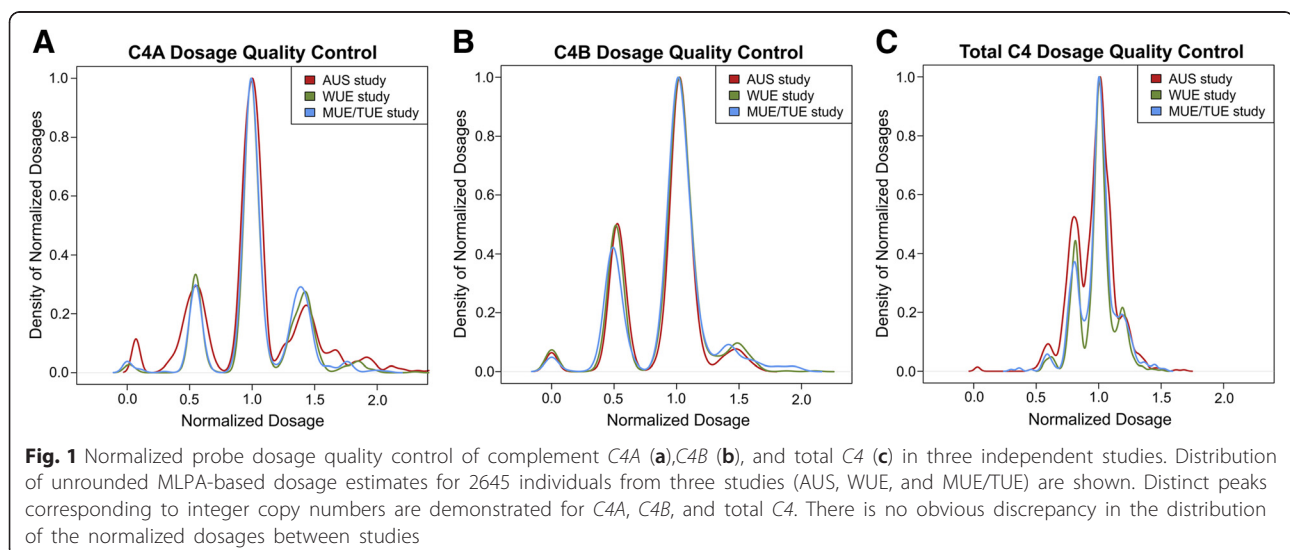 A
C4A Dosage Quality Control
AUS study
WUE study
MUE/TUE study
Density of Normalized Dosages
1.0
0.8
0.6
0.4
0.2
0.0
0.0 0.5 1.0 1.5 2.0
Normalized Dosage
B
C4B Dosage Quality Control
AUS study
WUE study
MUE/TUE study
Density of Normalized Dosages
1.0
0.8
0.6
0.4
0.2
0.0
0.0 0.5 1.0 1.5 2.0
Normalized Dosage
C
Total C4 Dosage Quality Control
AUS study
WUE study
MUE/TUE study
Density of Normalized Dosages
1.0
0.8
0.6
0.4
0.2
0.0
0.0 0.5 1.0 1.5 2.0
Normalized Dosage
Fig. 1 Normalized probe dosage quality control of complement C4A (a),C4B (b), and total C4 (c) in three independent studies. Distribution
of unrounded MLPA-based dosage estimates for 2645 individuals from three studies (AUS, WUE, and MUE/TUE) are shown. Distinct peaks
corresponding to integer copy numbers are demonstrated for C4A, C4B, and total C4. There is no obvious discrepancy in the distribution
of the normalized dosages between studies